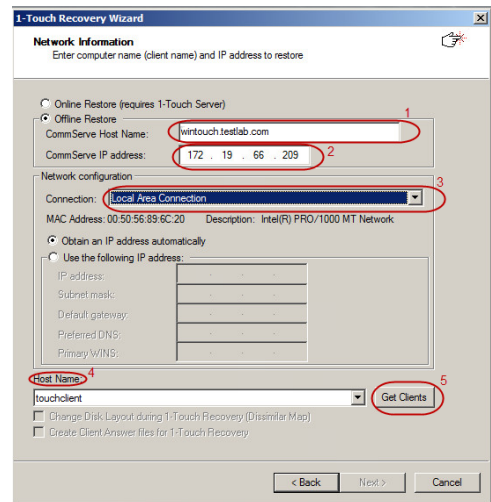 1-Touch Recovery Wizard
Network Information
Enter computer name (client name) and IP address to restore
Online Restore (requires 1-Touch Server)
Offline Restore
1
CommServe Host Name: wintouch.testlab.com
CommServe IP address: 172 . 19 . 66 . 209
2
Network configuration
3
Connection: Local Area Connection
MAC Address: 00:50:56:89:6C:20 Description: Intel(R) PRO/1000 MT Network
Obtain an IP address automatically
Use the following IP address:
IP address:
Subnet mask:
Default gateway:
Preferred DNS:
Primary WINS:
Host Name: 4
5
touchclient Get Clients
Change Disk Layout during 1-Touch Recovery (Dissimilar Map)
Create Client Answer files for 1-Touch Recovery
< Back Next > Cancel